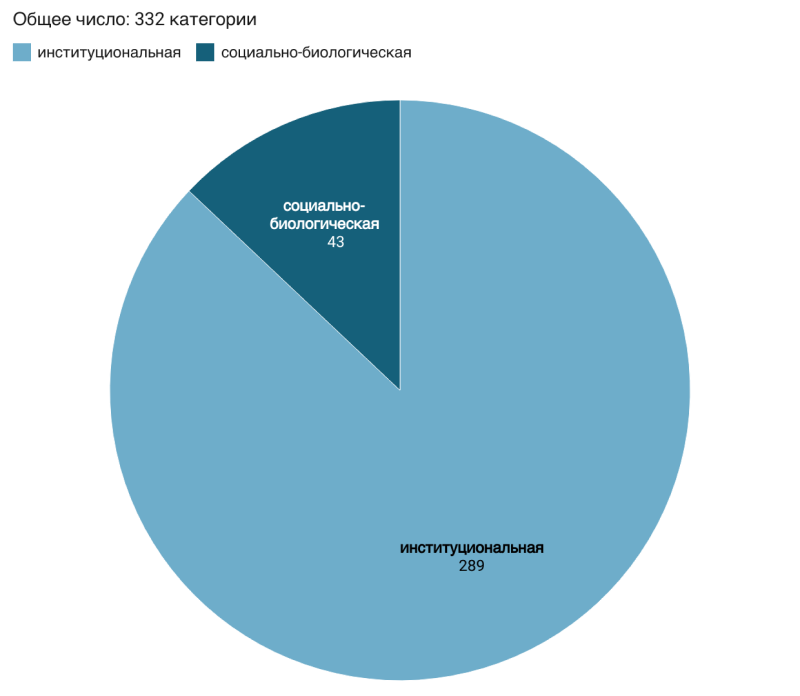 Общее число: 332 категории
институциональная социально-биологическая
социально-
биологическая
43
институциональная
289